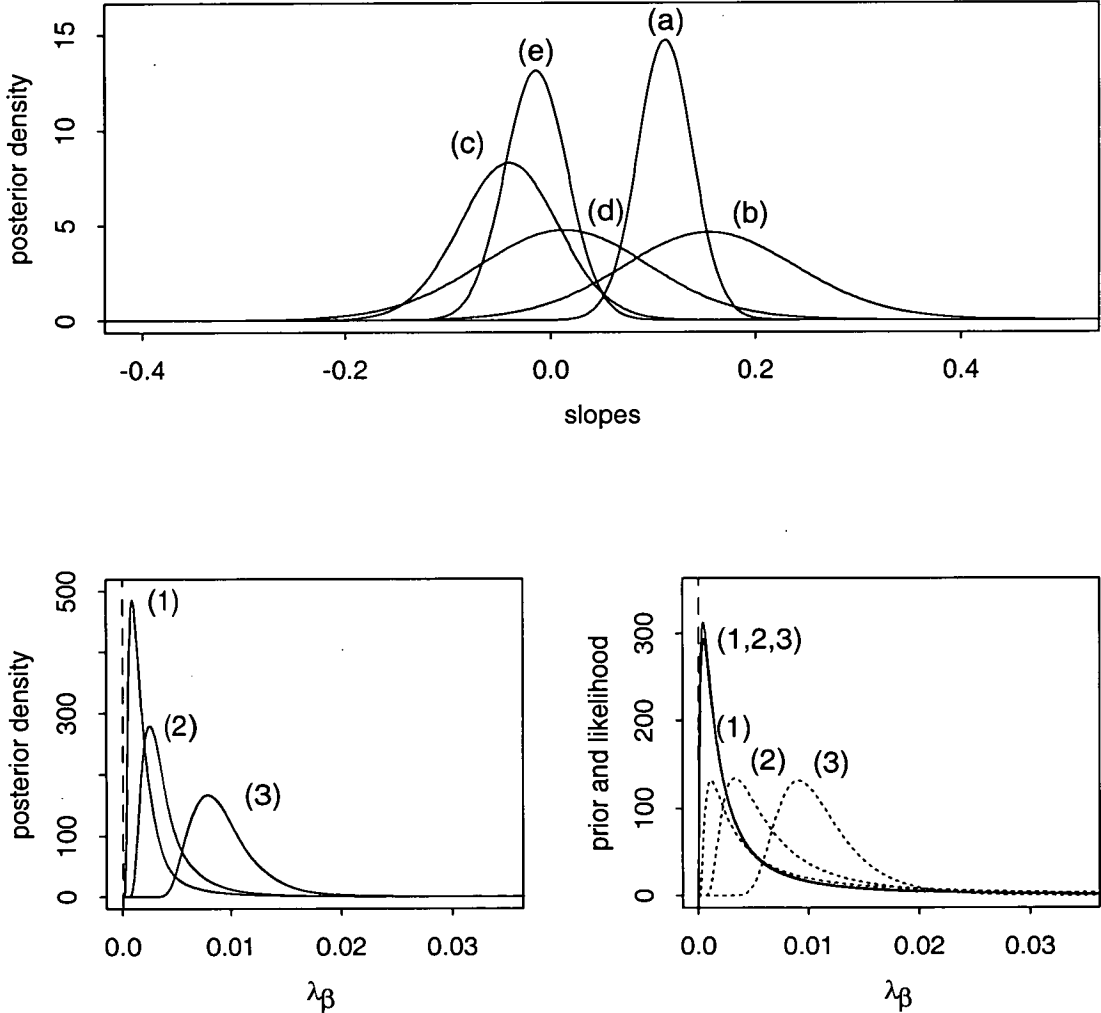 posterior density
15
10
5
0
(a)
(e)
(c)
(d)
(b)
-0.4
-0.2
0.0
0.2
0.4
slopes
posterior density
500
300
100
0
(1)
(2)
(3)
0.0
0.01
0.02
0.03
λβ
prior and likelihood
300
200
100
0
(1,2,3)
(1)
(2)
(3)
0.0
0.01
0.02
0.03
λβ